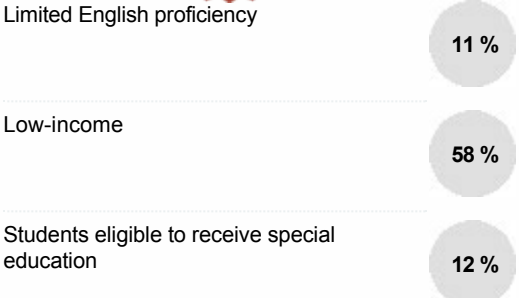 Limited English proficiency
11 %
Low-income
58 %
Students eligible to receive special
education
12 %